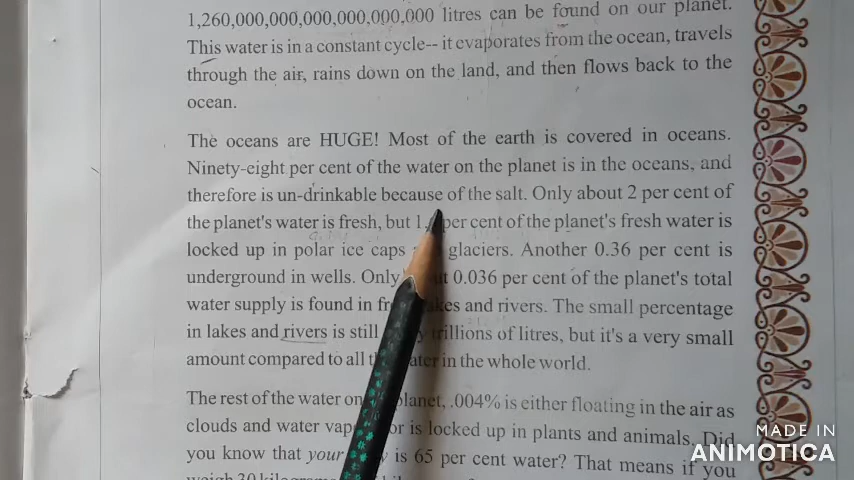 1,260,000,000,000,000,000,000 litres can be found on our planet.
This water is in a constant cycle-- it evaporates from the ocean, travels
through the air, rains down on the land, and then flows back to the
ocean.
The oceans are HUGE! Most of the earth is covered in oceans.
Ninety-eight per cent of the water on the planet is in the oceans, and
therefore is un-drinkable because of the salt. Only about 2 per cent of
the planet's water is fresh, but 1. per cent of the planet's fresh water is
locked up in polar ice caps glaciers. Another 0.36 per cent is
underground in wells. Only 0.036 per cent of the planet's total
water supply is found in lakes and rivers. The small percentage
in lakes and rivers is still trillions of litres, but it's a very small
amount compared to all in the whole world.
The rest of the water on planet, .004% is either floating in the air as
clouds and water is locked up in plants and animals. Did
you know that your is 65 per cent water? That means if you
MADE IN
ANIMOTICA